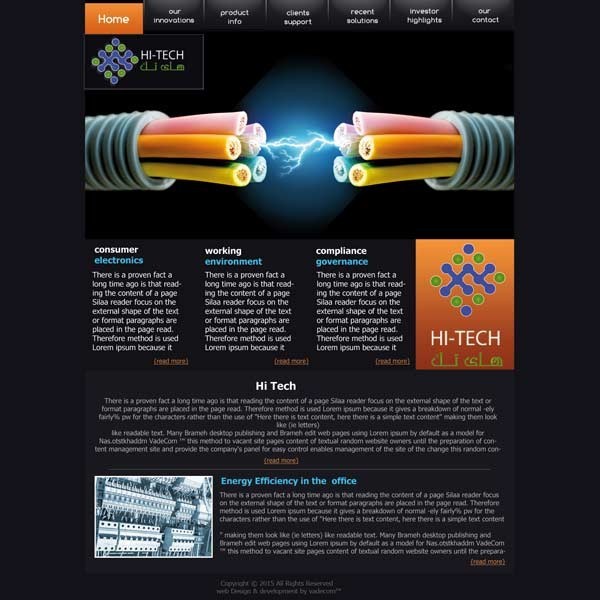 Home
our
innovations
product
info
clients
support
recent
solutions
investor
highlights
our
contact
HI-TECH
هاي تك
consumer
electronics
There is a proven fact a
long time ago is that read-
ing the content of a page
Silaa reader focus on the
external shape of the text
or format paragraphs are
placed in the page read.
Therefore method is used
Lorem ipsum because it
(read more)
working
environment
There is a proven fact a
long time ago is that read-
ing the content of a page
Silaa reader focus on the
external shape of the text
or format paragraphs are
placed in the page read.
Therefore method is used
Lorem ipsum because it
(read more)
compliance
governance
There is a proven fact a
long time ago is that read-
ing the content of a page
Silaa reader focus on the
external shape of the text
or format paragraphs are
placed in the page read.
Therefore method is used
Lorem ipsum because it
(read more)
HI-TECH
هاي تك
Hi Tech
There is a proven fact a long time ago is that reading the content of a page Silaa reader focus on the external shape of the text or
format paragraphs are placed in the page read. Therefore method is used Lorem ipsum because it gives a breakdown of normal -ely
fairly% pw for the characters rather than the use of "Here there is text content, here there is a simple text content" making them look
like (ie letters)
like readable text. Many Brameh desktop publishing and Brameh edit web pages using Lorem ipsum by default as a model for
Nas.otstkhaddm VadeCom ™ this method to vacant site pages content of textual random website owners until the preparation of con-
tent management site and provide the company's panel for easy control enables management of the site of the change this random con-
(read more)
Energy Efficiency in the office
There is a proven fact a long time ago is that reading the content of a page Silaa reader focus
on the external shape of the text or format paragraphs are placed in the page read. Therefore
method is used Lorem ipsum because it gives a breakdown of normal -ely fairly% pw for the
characters rather than the use of "Here there is text content, here there is a simple text content
" making them look like (ie letters) like readable text. Many Brameh desktop publishing and
Brameh edit web pages using Lorem ipsum by default as a model for Nas.otstkhaddm VadeCom
™ this method to vacant site pages content of textual random website owners until the prepara-
(read more)
Copyright © 2015 All Rights Reserved
web Design & development by vadecom™